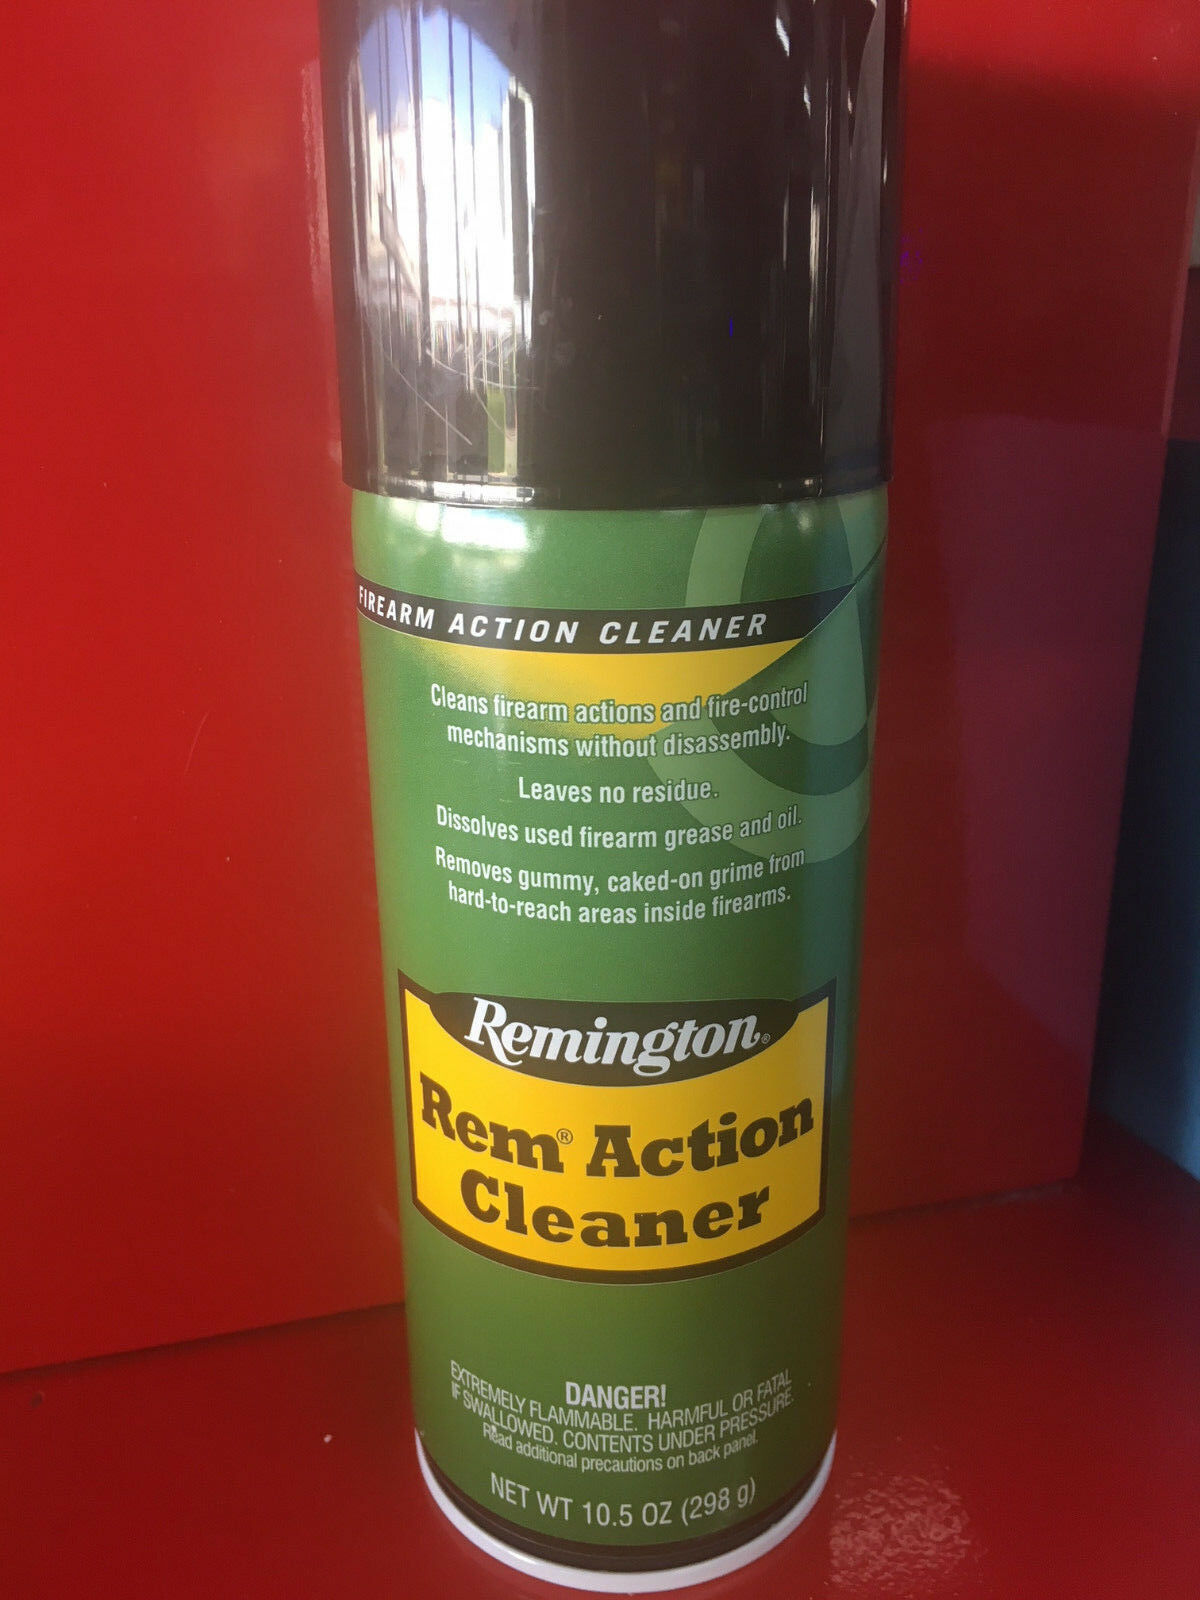 FIREARM ACTION CLEANER
Cleans firearm actions and fire-control
mechanisms without disassembly.
Leaves no residue.
Dissolves used firearm grease and oil.
Removes gummy, caked-on grime from
hard-to-reach areas inside firearms.
Remington®
Rem® Action
Cleaner
DANGER!
EXTREMELY FLAMMABLE. HARMFUL OR FATAL
IF SWALLOWED. CONTENTS UNDER PRESSURE.
Read additional precautions on back panel.
NET WT 10.5 OZ (298 g)